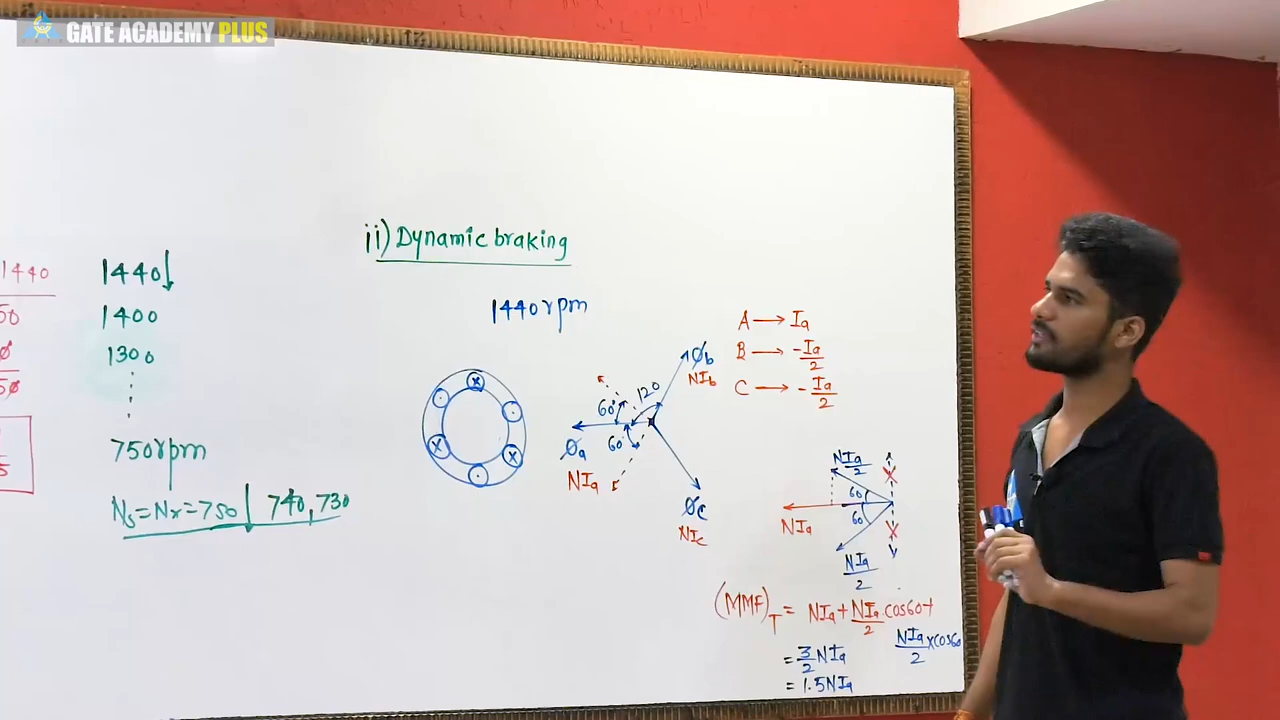 GATE ACADEMY PLUS
1440
50
1440↓
1400
1300
750rpm
Ns=Nr=750↓ 740,730
ii) Dynamic braking
1440rpm
A → Ia
B → -Ia/2
C → -Ia/2
Øb
NIb
120
60°
60°
Øa
NIa
Øc
NIc
NIa/2
60
60
NIa
NIa/2
(MMF)T = NIa + NIa/2 .cos60+
NIa/2 ×cos60
= 3/2 NIa
= 1.5NIa